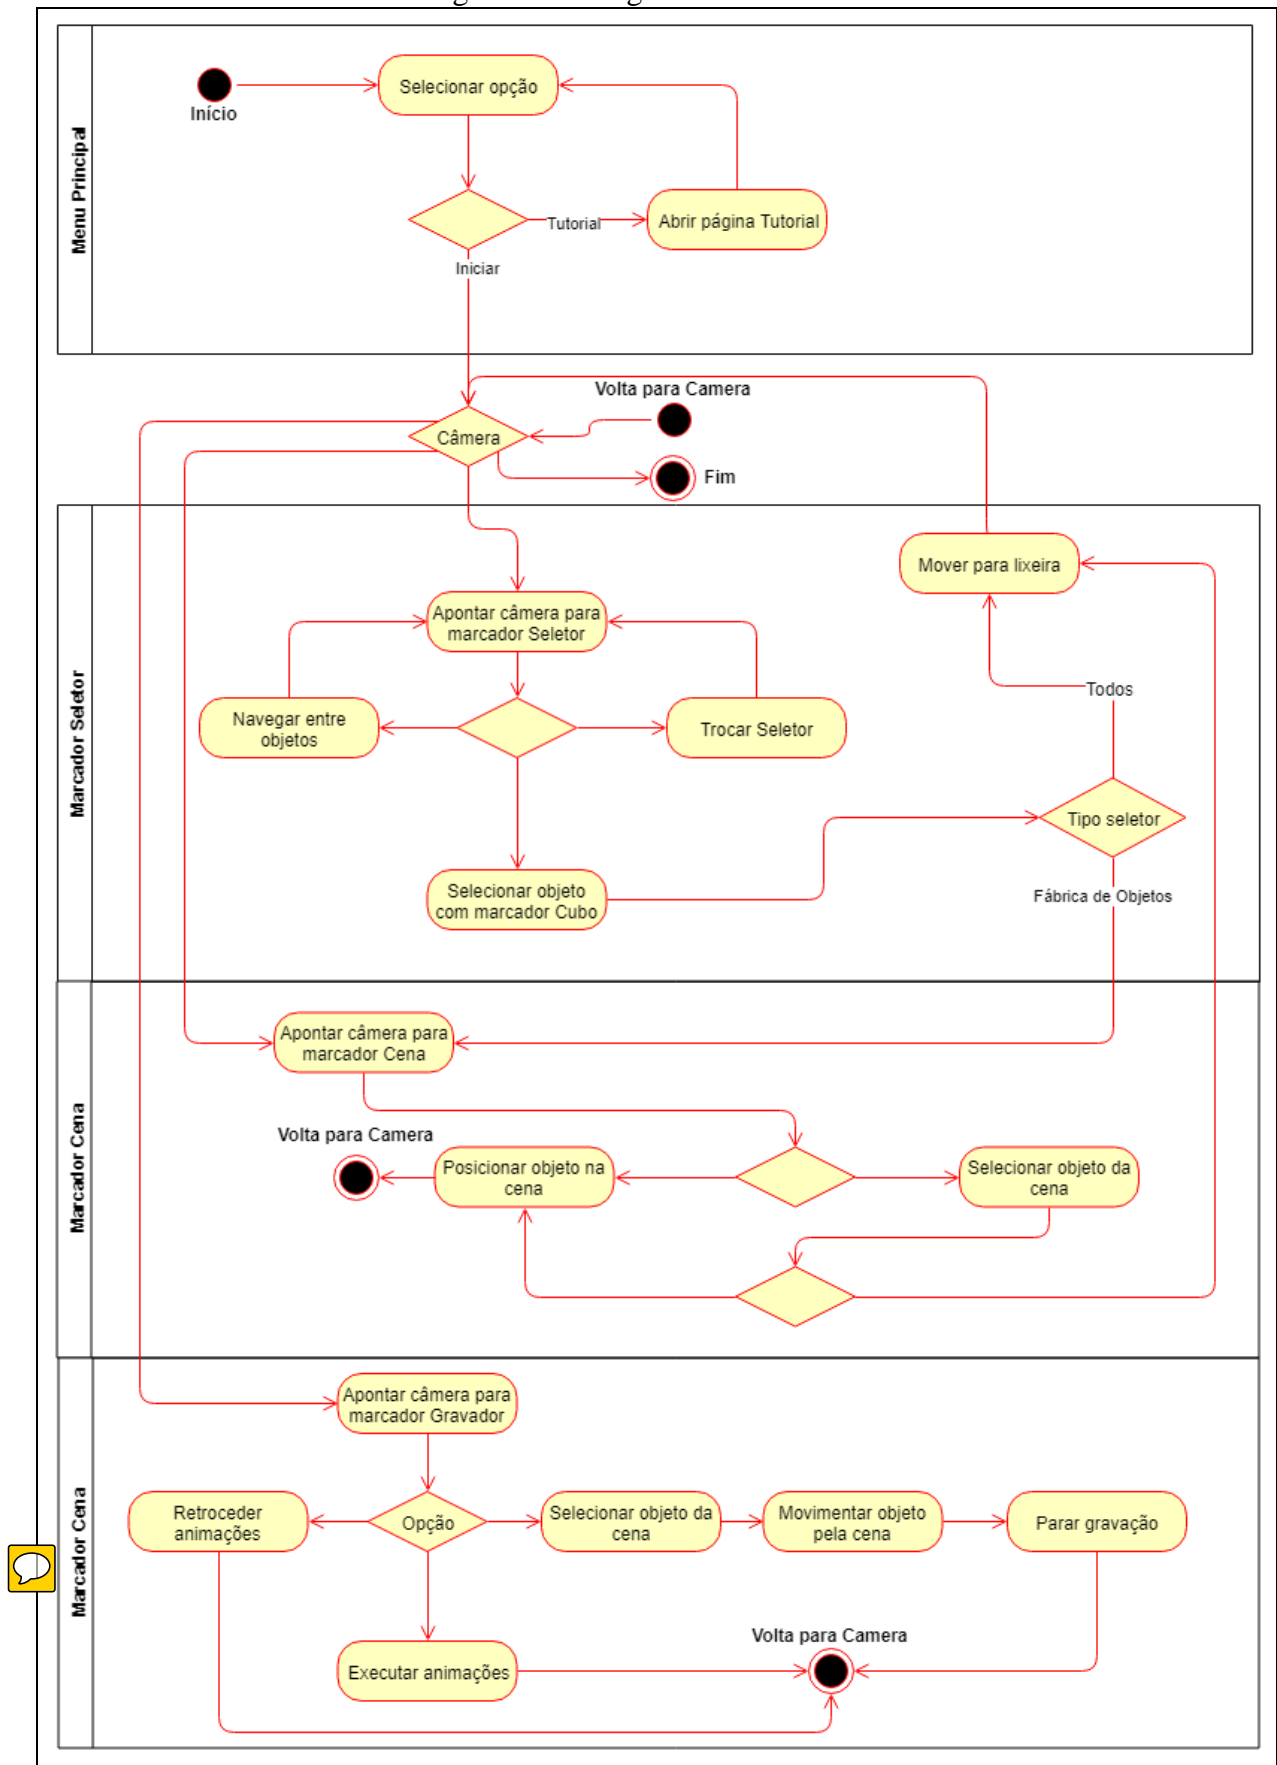 Menu Principal
Início
Selecionar opção
Tutorial
Abrir página Tutorial
Iniciar
Volta para Camera
Câmera
Fim
Marcador Seletor
Mover para lixeira
Apontar câmera para
marcador Seletor
Todos
Navegar entre
objetos
Trocar Seletor
Tipo seletor
Selecionar objeto
com marcador Cubo
Fábrica de Objetos
Marcador Cena
Apontar câmera para
marcador Cena
Volta para Camera
Posicionar objeto na
cena
Selecionar objeto da
cena
Marcador Cena
Apontar câmera para
marcador Gravador
Retroceder
animações
Opção
Selecionar objeto da
cena
Movimentar objeto
pela cena
Parar gravação
Volta para Camera
Executar animações